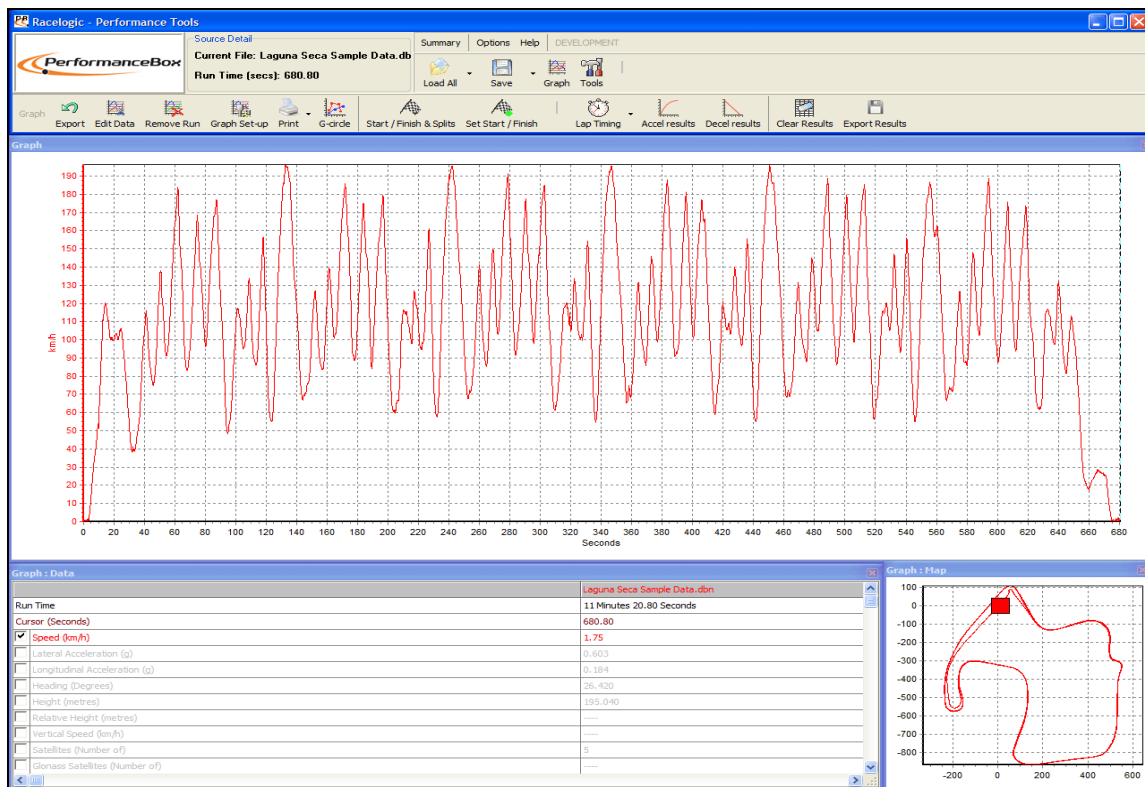 Racelogic - Performance Tools
PerformanceBox
Source Detail
Current File: Laguna Seca Sample Data.db
Run Time (secs): 680.80
Summary Options Help DEVELOPMENT
Load All Save Graph Tools
Graph Export Edit Data Remove Run Graph Set-up Print G-circle Start / Finish & Splits Set Start / Finish Lap Timing Accel results Decel results Clear Results Export Results
Graph
190
180
170
160
150
140
130
120
110
100
90
80
70
60
50
40
30
20
10
0
km/h
0 20 40 60 80 100 120 140 160 180 200 220 240 260 280 300 320 340 360 380 400 420 440 460 480 500 520 540 560 580 600 620 640 660 680
Seconds
Graph : Data
Laguna Seca Sample Data.dbn
Run Time 11 Minutes 20.80 Seconds
Cursor (Seconds) 680.80
Speed (km/h) 1.75
Lateral Acceleration (g) 0.603
Longitudinal Acceleration (g) 0.184
Heading (Degrees) 26.420
Height (metres) 195.040
Relative Height (metres) ----
Vertical Speed (km/h) ----
Satellites (Number of) 5
Glonass Satellites (Number of) ----
Graph : Map
100
0
-100
-200
-300
-400
-500
-600
-700
-800
-200 0 200 400 600